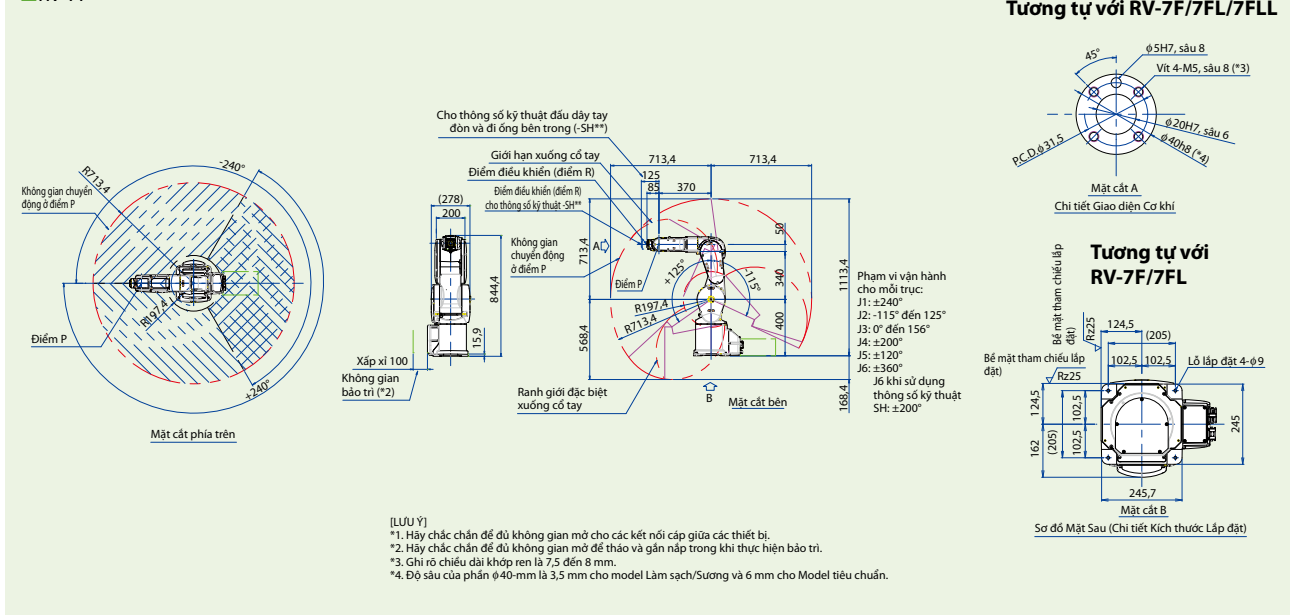 Tương tự với RV-7F/7FL/7FLL
45°
ϕ5H7, sâu 8
Vít 4-M5, sâu 8 (*3)
ϕ20H7, sâu 6
ϕ40h8 (*4)
P.C.D.ϕ31,5
Mặt cắt A
Chi tiết Giao diện Cơ khí
-240°
R713,4
Không gian chuyển
động ở điểm P
R197,4
Điểm P
+240°
Mặt cắt phía trên
(278)
200
844,4
15,9
Xấp xỉ 100
Không gian
bảo trì (*2)
Cho thông số kỹ thuật đấu dây tay
đòn và đi ống bên trong (-SH**)
Giới hạn xuống cổ tay
Điểm điều khiển (điểm R)
Điểm điều khiển (điểm R)
cho thông số kỹ thuật -SH**
Không gian
chuyển động
ở điểm P
713,4
713,4
125
85
370
713,4
A
50
340
1113,4
Điểm P
+125°
-115°
R197,4
R713,4
400
568,4
168,4
Ranh giới đặc biệt
xuống cổ tay
B
Mặt cắt bên
Phạm vi vận hành
cho mỗi trục:
J1: ±240°
J2: -115° đến 125°
J3: 0° đến 156°
J4: ±200°
J5: ±120°
J6: ±360°
J6 khi sử dụng
thông số kỹ thuật
SH: ±200°
Tương tự với
RV-7F/7FL
Bề mặt tham chiếu lắp
đặt)
Rz25
124,5
(205)
Bề mặt tham chiếu lắp
đặt)
102,5
102,5
Lỗ lắp đặt 4-ϕ9
Rz25
124,5
102,5
162
(205)
102,5
245
245,7
Mặt cắt B
Sơ đồ Mặt Sau (Chi tiết Kích thước Lắp đặt)
[LƯU Ý]
*1. Hãy chắc chắn để đủ không gian mở cho các kết nối cáp giữa các thiết bị.
*2. Hãy chắc chắn để đủ không gian mở để tháo và gắn nắp trong khi thực hiện bảo trì.
*3. Ghi rõ chiều dài khớp ren là 7,5 đến 8 mm.
*4. Độ sâu của phần ϕ40-mm là 3,5 mm cho model Làm sạch/Sương và 6 mm cho Model tiêu chuẩn.